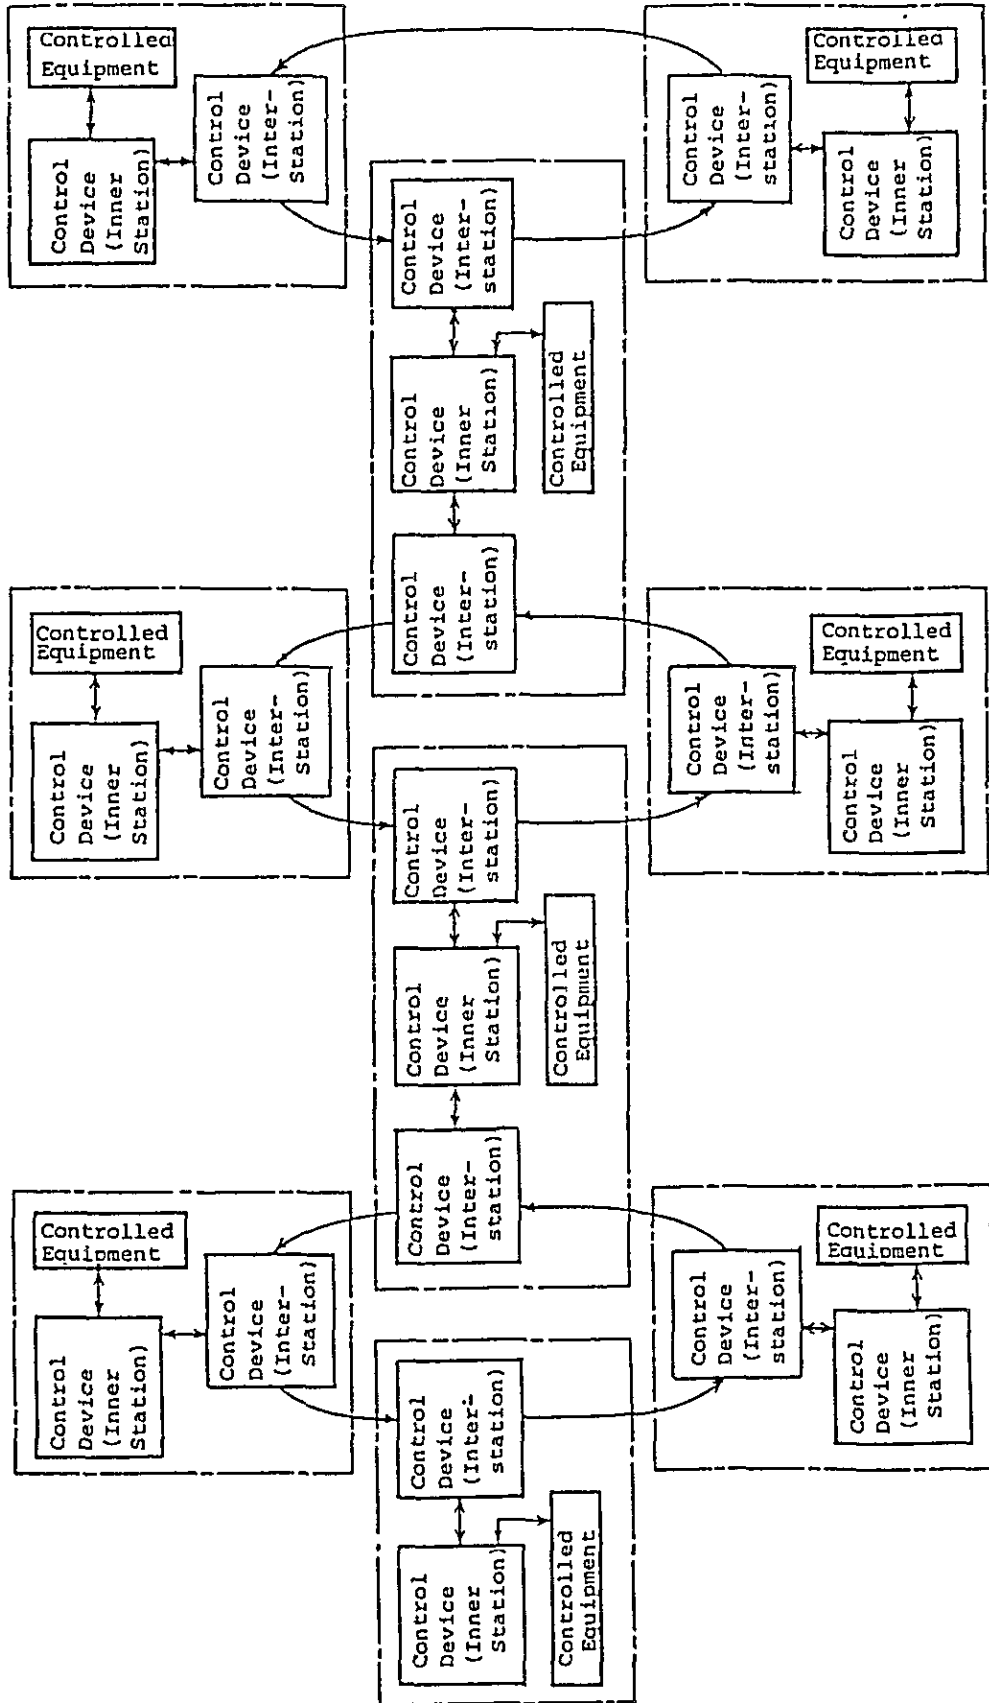 Controlled
Equipment
Control
Device
(Inner
Station)
Control
Device
(Inter-
Station)
Controlled
Equipment
Control
Device
(Inter-
station)
Control
Device
(Inner
Station)
Control
Device
(Inter-
station)
Control
Device
(Inner
Station)
Controlled
Equipment
Control
Device
(Inter-
station)
Controlled
Equipment
Control
Device
(Inner
Station)
Control
Device
(Inter-
Station)
Controlled
Equipment
Control
Device
(Inter-
station)
Control
Device
(Inner
Station)
Control
Device
(Inter-
station)
Control
Device
(Inner
Station)
Controlled
Equipment
Control
Device
(Inter-
station)
Controlled
Equipment
Control
Device
(Inner
Station)
Control
Device
(Inter-
Station)
Controlled
Equipment
Control
Device
(Inter-
station)
Control
Device
(Inner
Station)
Control
Device
(Inter-
station)
Control
Device
(Inner
Station)
Controlled
Equipment